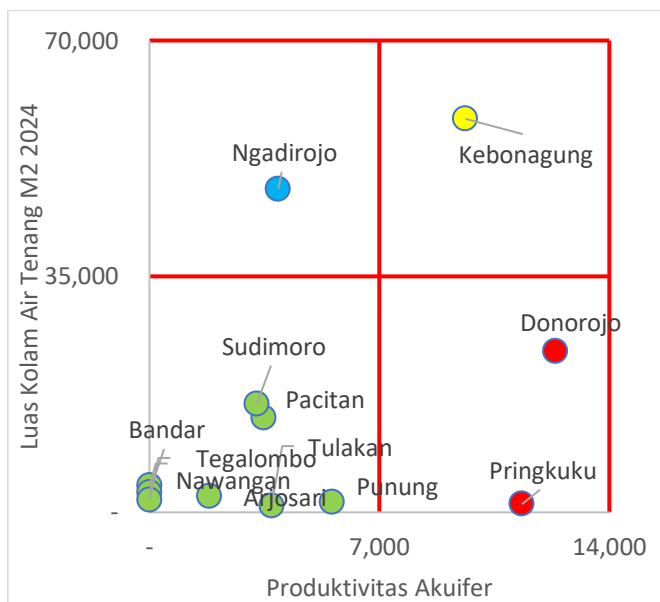 70,000
Ngadirojo
Kebonagung
35,000
Donorojo
Sudimoro
Pacitan
Bandar
Tulakan
Tegalombo
Nawangan
Punung
Pringkuku
Arjosari
-
-
7,000
14,000
Produktivitas Akuifer
Luas Kolam Air Tenang M2 2024